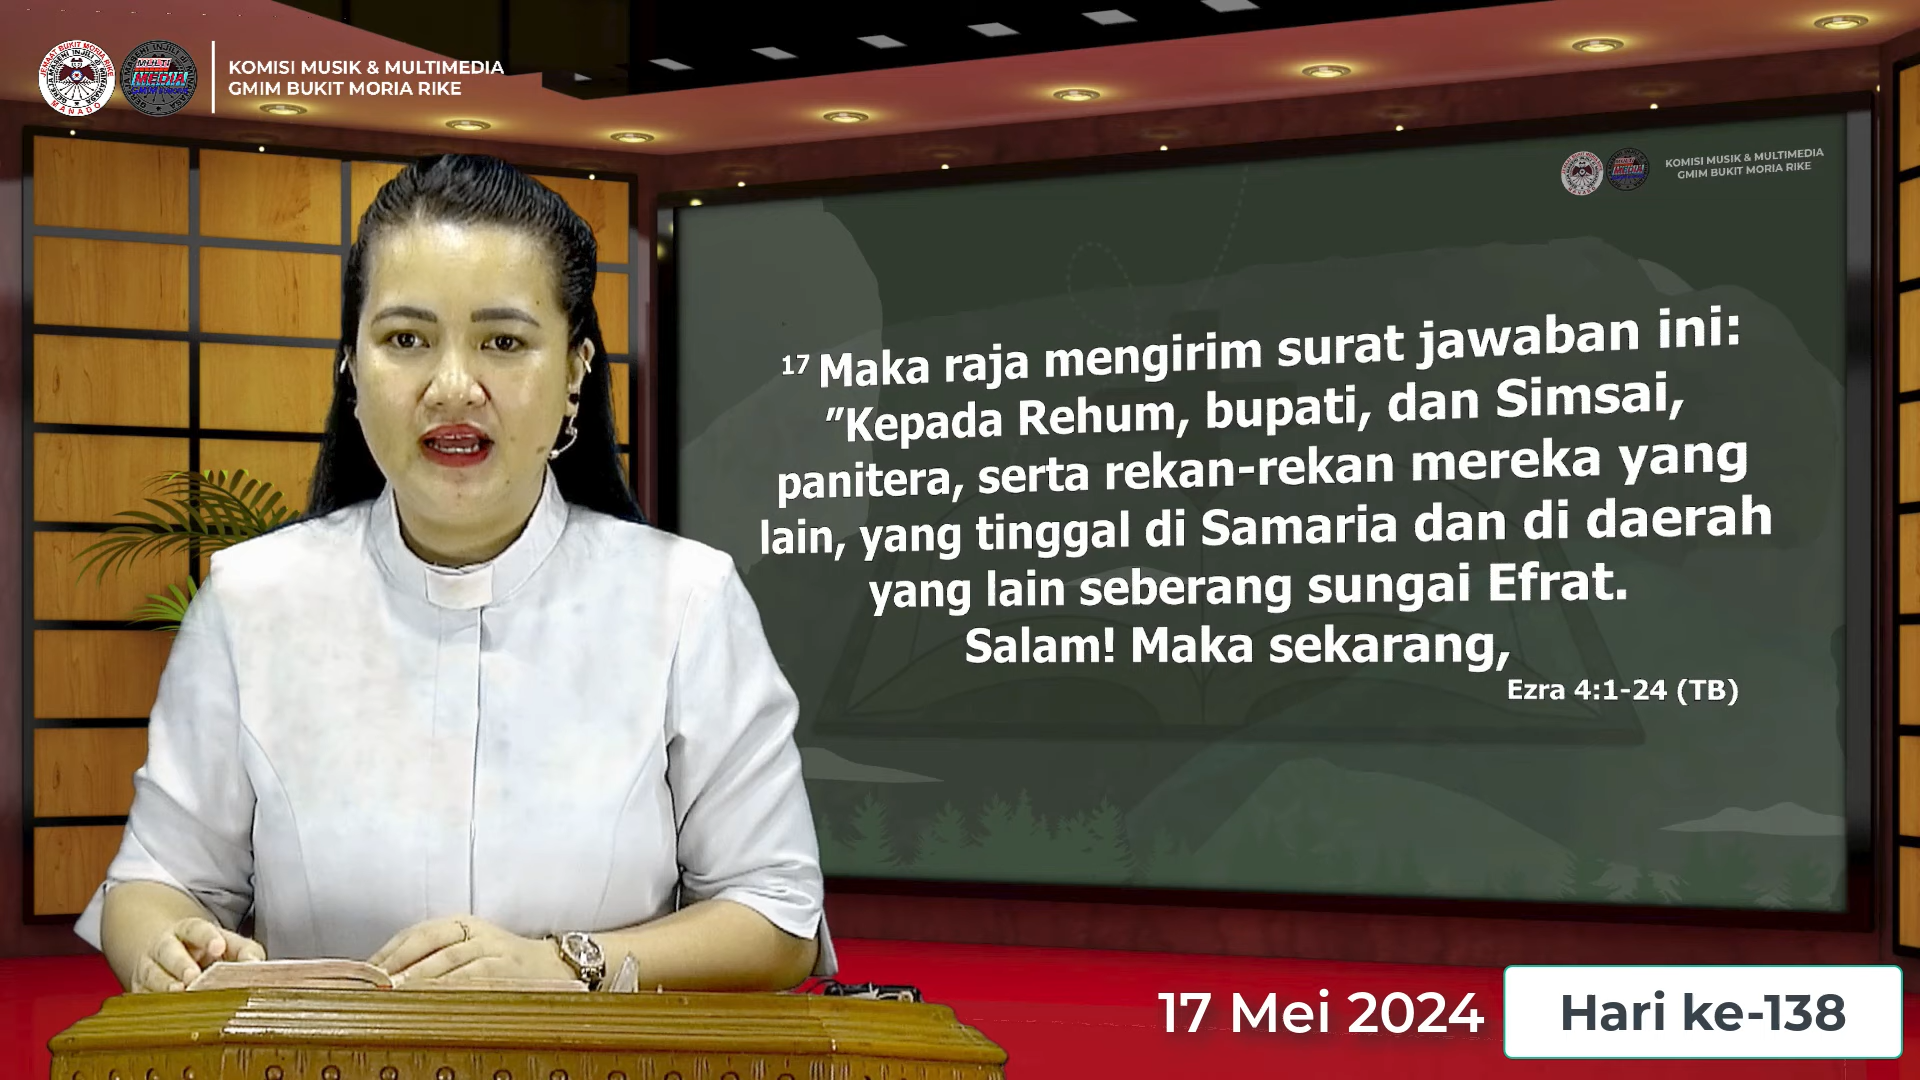 KOMISI MUSIK & MULTIMEDIA
GMIM BUKIT MORIA RIKE
MULTI
MEDIA
KOMISI MUSIK & MULTIMEDIA
GMIM BUKIT MORIA RIKE
17 Maka raja mengirim surat jawaban ini:
”Kepada Rehum, bupati, dan Simsai,
panitera, serta rekan-rekan mereka yang
lain, yang tinggal di Samaria dan di daerah
yang lain seberang sungai Efrat.
Salam! Maka sekarang,
Ezra 4:1-24 (TB)
17 Mei 2024
Hari ke-138